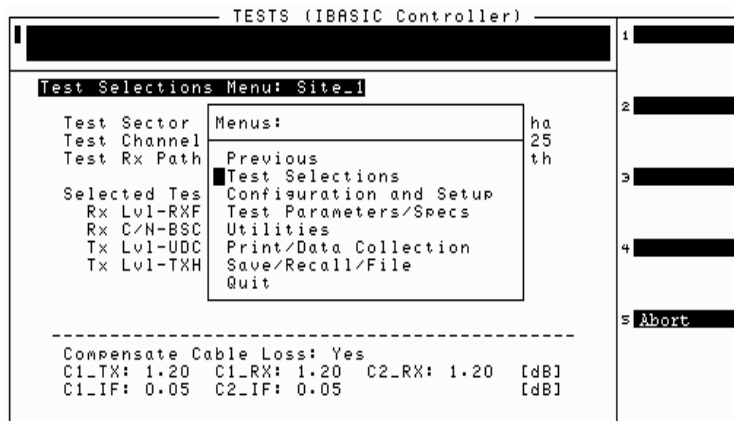 TESTS (IBASIC Controller)
1
Test Selections Menu: Site_1
2
Test Sector
Menus:
ha
Test Channel
25
Test Rx Path
Previous
th
Test Selections
3
Selected Tes
Configuration and Setup
Rx Lvl-RXF
Test Parameters/Specs
Rx C/N-BSC
Utilities
Tx Lvl-UDC
Print/Data Collection
4
Tx Lvl-TXH
Save/Recall/File
Quit
5 Abort
Compensate Cable Loss: Yes
C1_TX: 1.20 C1_RX: 1.20 C2_RX: 1.20 [dB]
C1_IF: 0.05 C2_IF: 0.05 [dB]